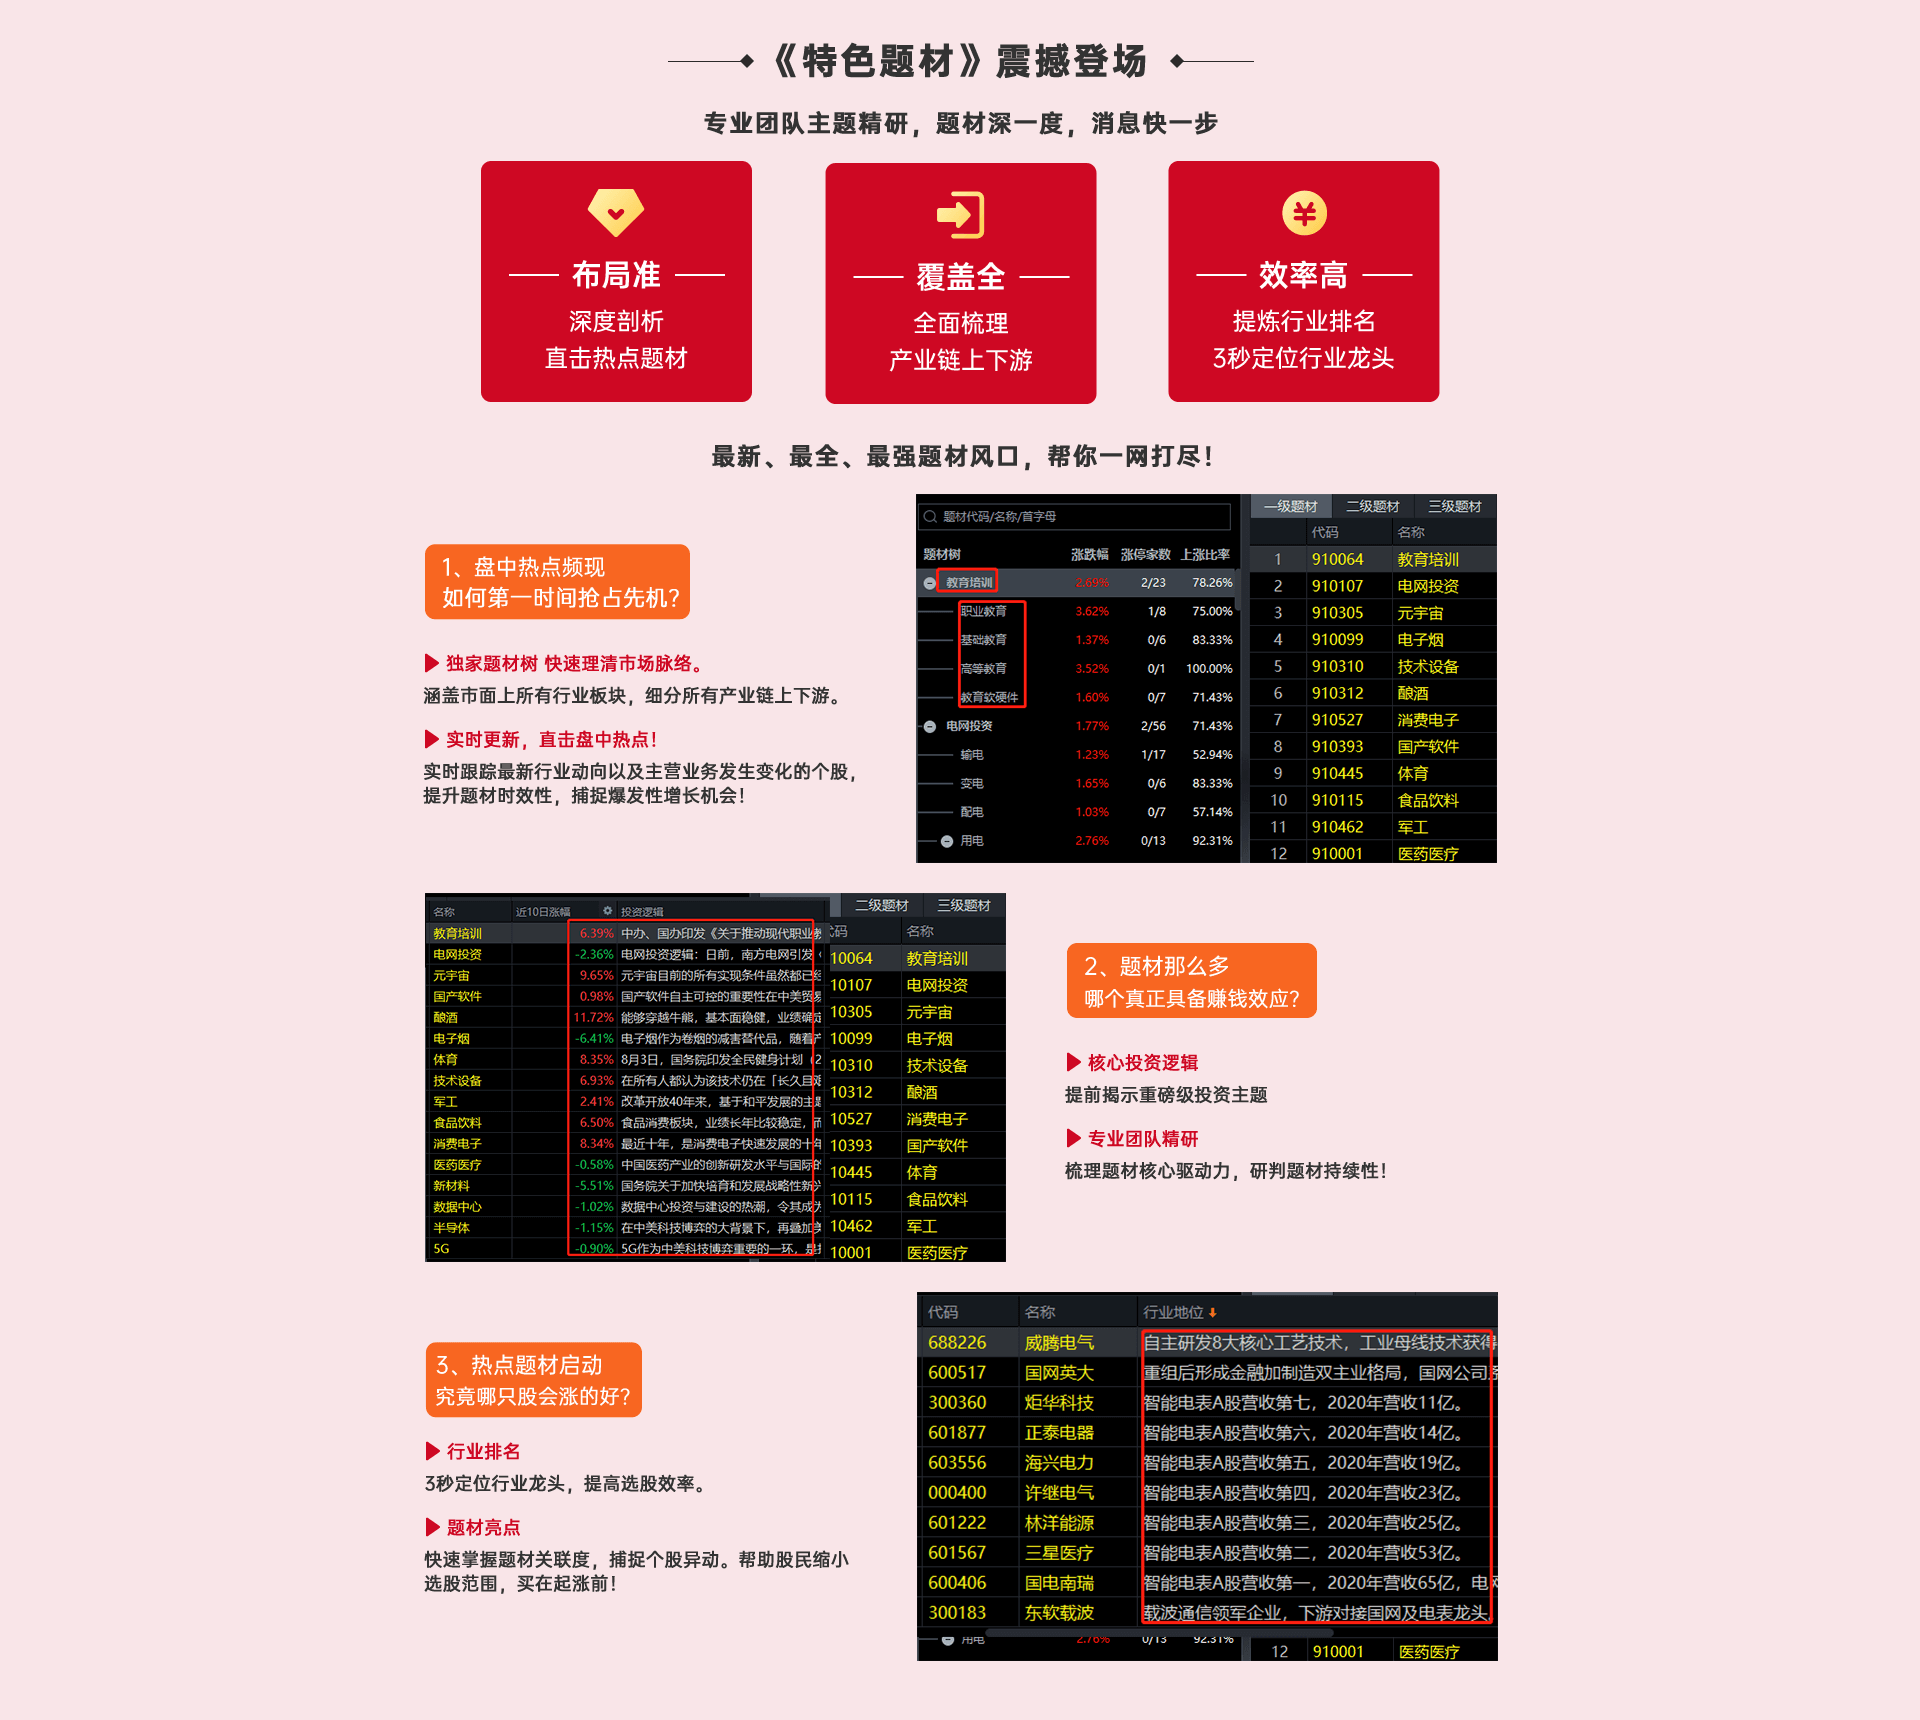 《特色题材》震撼登场
专业团队主题精研，题材深一度，消息快一步
布局准
深度剖析
直击热点题材
覆盖全
全面梳理
产业链上下游
效率高
提炼行业排名
3秒定位行业龙头
最新、最全、最强题材风口，帮你一网打尽！
1、盘中热点频现
如何第一时间抢占先机？
独家题材树 快速理清市场脉络。
涵盖市面上所有行业板块，细分所有产业链上下游。
实时更新，直击盘中热点！
实时跟踪最新行业动向以及主营业务发生变化的个股，
提升题材时效性，捕捉爆发性增长机会！
题材代码/名称/首字母
题材树 涨跌幅 涨停家数 上涨比率
教育培训 2.69% 2/23 78.26%
职业教育 3.62% 1/8 75.00%
基础教育 1.37% 0/6 83.33%
高等教育 3.52% 0/1 100.00%
教育软硬件 1.60% 0/7 71.43%
电网投资 1.77% 2/56 71.43%
输电 1.23% 1/17 52.94%
变电 1.65% 0/6 83.33%
配电 1.03% 0/7 57.14%
用电 2.76% 0/13 92.31%
一级题材 二级题材 三级题材
代码 名称
1 910064 教育培训
2 910107 电网投资
3 910305 元宇宙
4 910099 电子烟
5 910310 技术设备
6 910312 酿酒
7 910527 消费电子
8 910393 国产软件
9 910445 体育
10 910115 食品饮料
11 910462 军工
12 910001 医药医疗
名称 近10日涨幅 投资逻辑
教育培训 6.39% 中办、国办印发《关于推动现代职业教
电网投资 -2.36% 电网投资逻辑：日前，南方电网引发《
元宇宙 9.65% 元宇宙目前的所有实现条件虽然都已经
国产软件 0.98% 国产软件自主可控的重要性在中美贸易
酿酒 11.72% 能够穿越牛熊，基本面稳健，业绩确定
电子烟 -6.41% 电子烟作为卷烟的减害替代品，随着产
体育 8.35% 8月3日，国务院印发全民健身计划（2
技术设备 6.93% 在所有人都认为该技术仍在「长久且艰
军工 2.41% 改革开放40年来，基于和平发展的主题
食品饮料 6.50% 食品消费板块，业绩长年比较稳定，而
消费电子 8.34% 最近十年，是消费电子快速发展的十年
医药医疗 -0.58% 中国医药产业的创新研发水平与国际的
新材料 -5.51% 国务院关于加快培育和发展战略性新兴
数据中心 -1.02% 数据中心投资与建设的热潮，令其成为
半导体 -1.15% 在中美科技博弈的大背景下，再叠加美
5G -0.90% 5G作为中美科技博弈重要的一环，是
二级题材 三级题材
代码 名称
10064 教育培训
10107 电网投资
10305 元宇宙
10099 电子烟
10310 技术设备
10312 酿酒
10527 消费电子
10393 国产软件
10445 体育
10115 食品饮料
10462 军工
10001 医药医疗
2、题材那么多
哪个真正具备赚钱效应？
核心投资逻辑
提前揭示重磅级投资主题
专业团队精研
梳理题材核心驱动力，研判题材持续性！
3、热点题材启动
究竟哪只股会涨的好？
行业排名
3秒定位行业龙头，提高选股效率。
题材亮点
快速掌握题材关联度，捕捉个股异动。帮助股民缩小
选股范围，买在起涨前！
代码 名称 行业地位
688226 威腾电气 自主研发8大核心工艺技术，工业母线技术获得
600517 国网英大 重组后形成金融加制造双主业格局，国网公司系
300360 炬华科技 智能电表A股营收第七，2020年营收11亿。
601877 正泰电器 智能电表A股营收第六，2020年营收14亿。
603556 海兴电力 智能电表A股营收第五，2020年营收19亿。
000400 许继电气 智能电表A股营收第四，2020年营收23亿。
601222 林洋能源 智能电表A股营收第三，2020年营收25亿。
601567 三星医疗 智能电表A股营收第二，2020年营收53亿。
600406 国电南瑞 智能电表A股营收第一，2020年营收65亿，电网
300183 东软载波 载波通信领军企业，下游对接国网及电表龙头，
用电 2.76% 0/13 92.31%
12 910001 医药医疗